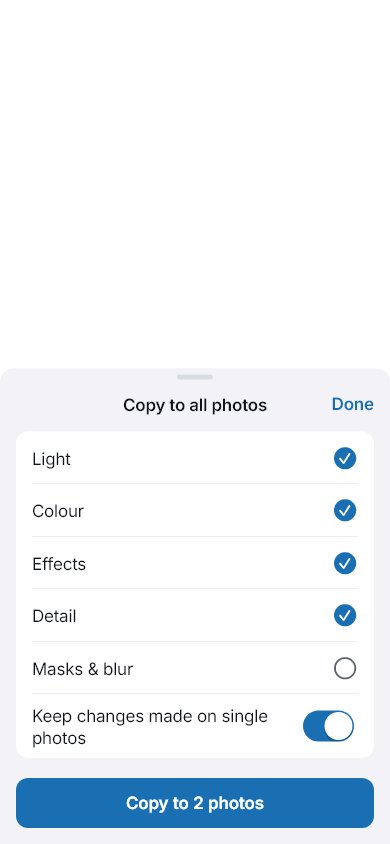 Copy to all photos
Done
Light
Colour
Effects
Detail
Masks & blur
Keep changes made on single
photos
Copy to 2 photos